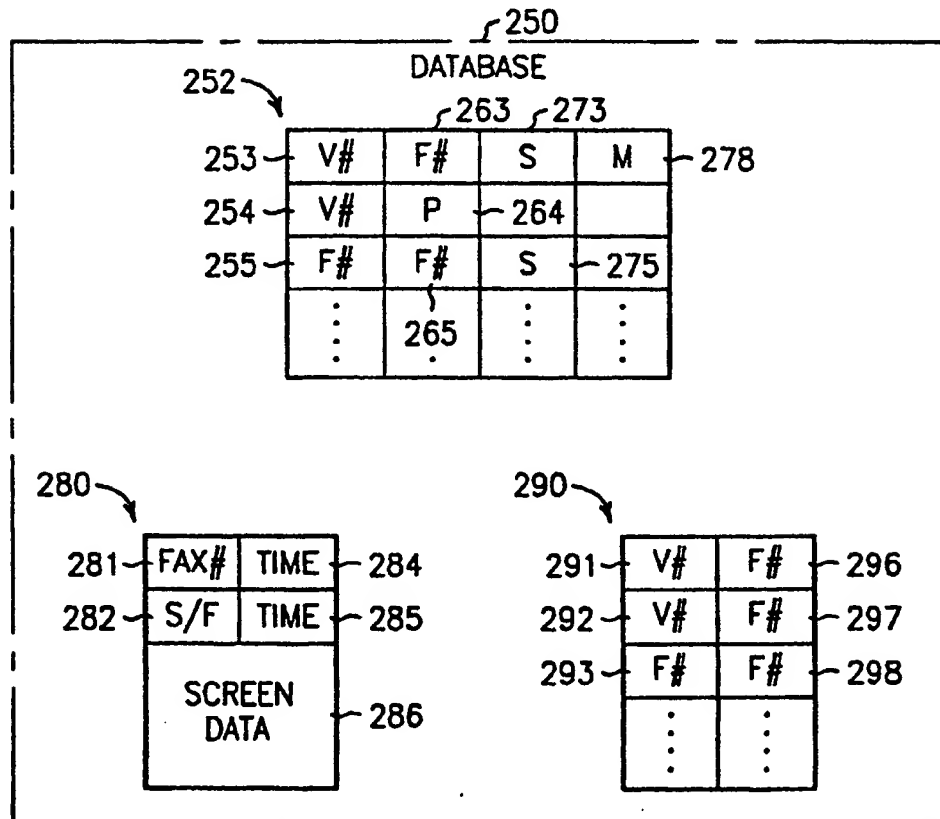 250
DATABASE
252
263 273
253 V# F# S M 278
254 V# P 264
255 F# F# S 275
265
280
281 FAX# TIME 284
282 S/F TIME 285
SCREEN
DATA 286
290
291 V# F# 296
292 V# F# 297
293 F# F# 298